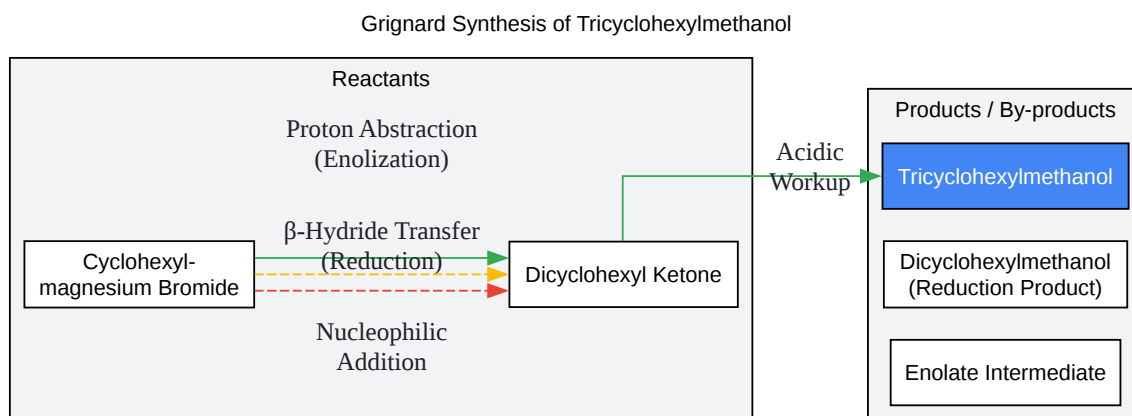 Grignard Synthesis of Tricyclohexylmethanol
Reactants
Proton Abstraction
(Enolization)
β-Hydride Transfer
(Reduction)
Cyclohexyl-
magnesium Bromide
Dicyclohexyl Ketone
Nucleophilic
Addition
Acidic
Workup
Products / By-products
Tricyclohexylmethanol
Dicyclohexylmethanol
(Reduction Product)
Enolate Intermediate